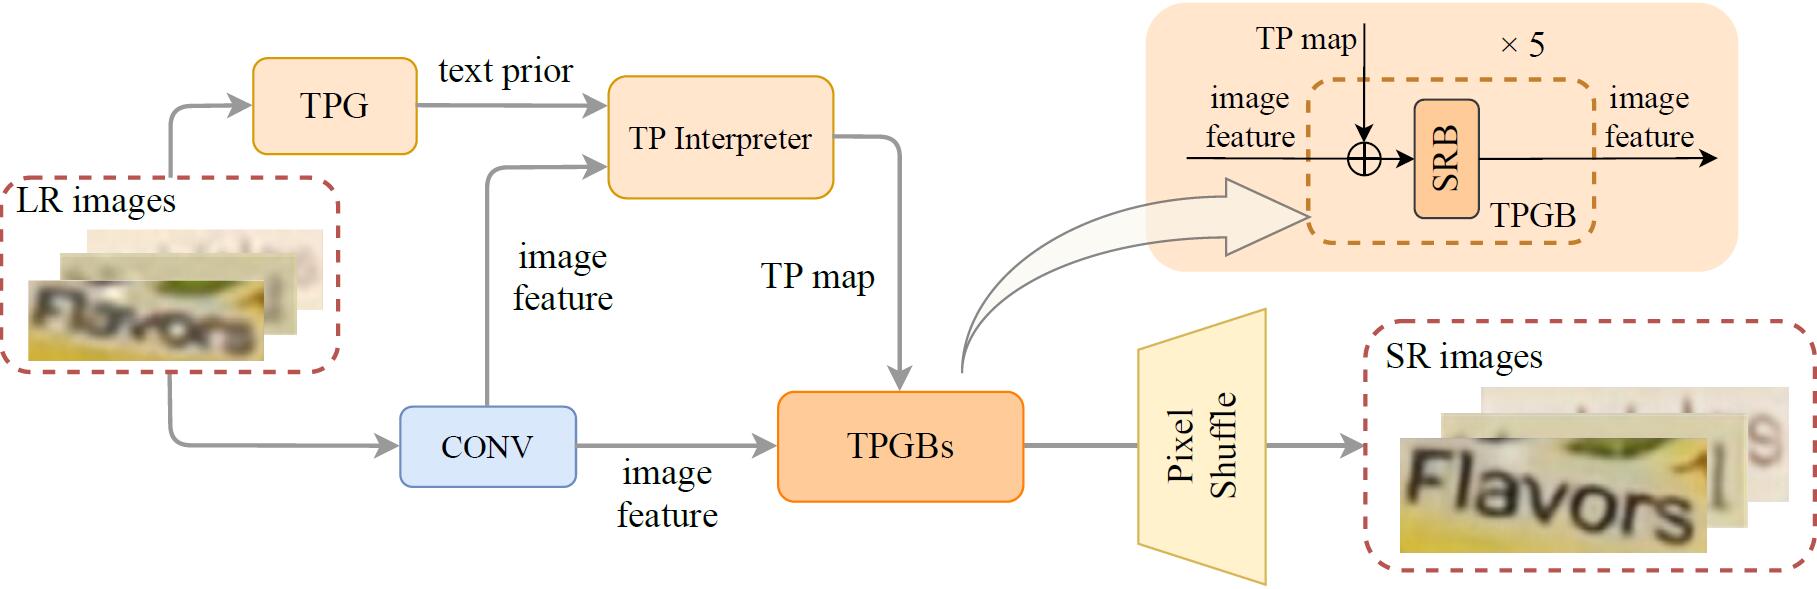 TP map
× 5
image
feature
SRB
TPGB
image
feature
TPG
text prior
TP Interpreter
LR images
Flavors
image
feature
TP map
CONV
image
feature
TPGBs
Pixel
Shuffle
SR images
Flavors